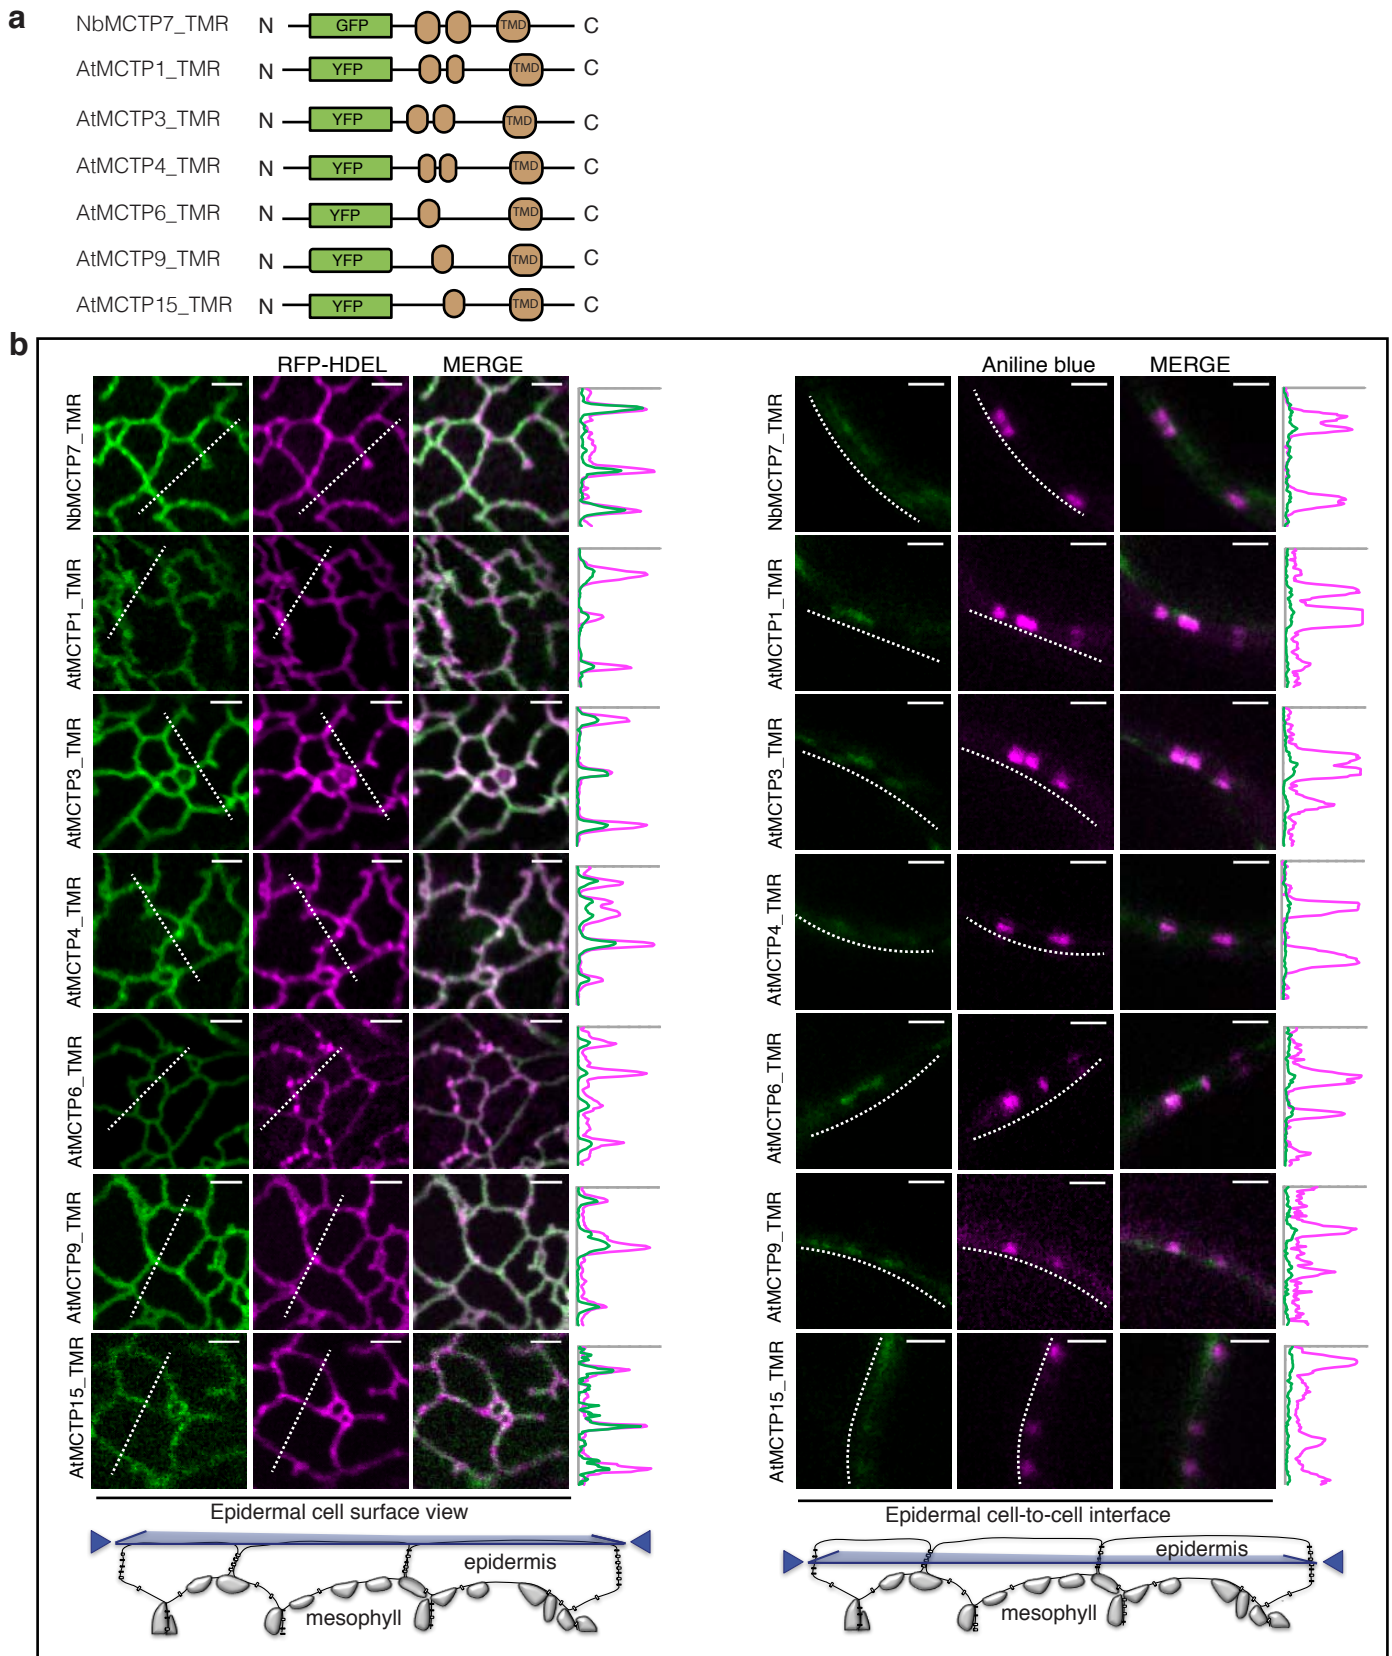 a
NbMCTP7_TMR N GFP TMD C
AtMCTP1_TMR N YFP TMD C
AtMCTP3_TMR N YFP TMD C
AtMCTP4_TMR N YFP TMD C
AtMCTP6_TMR N YFP TMD C
AtMCTP9_TMR N YFP TMD C
AtMCTP15_TMR N YFP TMD C
b
RFP-HDEL MERGE
NbMCTP7_TMR
AtMCTP1_TMR
AtMCTP3_TMR
AtMCTP4_TMR
AtMCTP6_TMR
AtMCTP9_TMR
AtMCTP15_TMR
Epidermal cell surface view
epidermis
mesophyll
Aniline blue MERGE
NbMCTP7_TMR
AtMCTP1_TMR
AtMCTP3_TMR
AtMCTP4_TMR
AtMCTP6_TMR
AtMCTP9_TMR
AtMCTP15_TMR
Epidermal cell-to-cell interface
epidermis
mesophyll